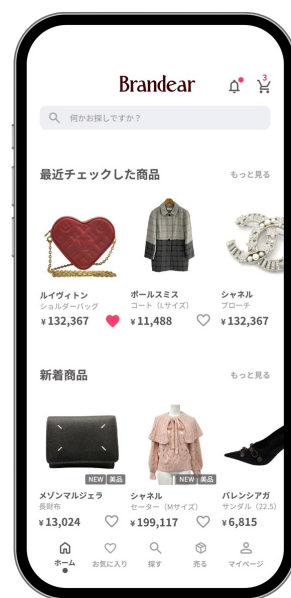 Brandear
3
何かお探しですか？
最近チェックした商品
もっと見る
ルイヴィトン
ショルダーバッグ
¥132,367
ポールスミス
コート（Lサイズ）
¥11,488
シャネル
ブローチ
¥132,367
新着商品
もっと見る
NEW 美品
NEW 美品
メゾンマルジェラ
長財布
¥13,024
シャネル
セーター（Mサイズ）
¥199,117
バレンシアガ
サンダル（22.5）
¥6,815
ホーム
お気に入り
探す
売る
マイページ